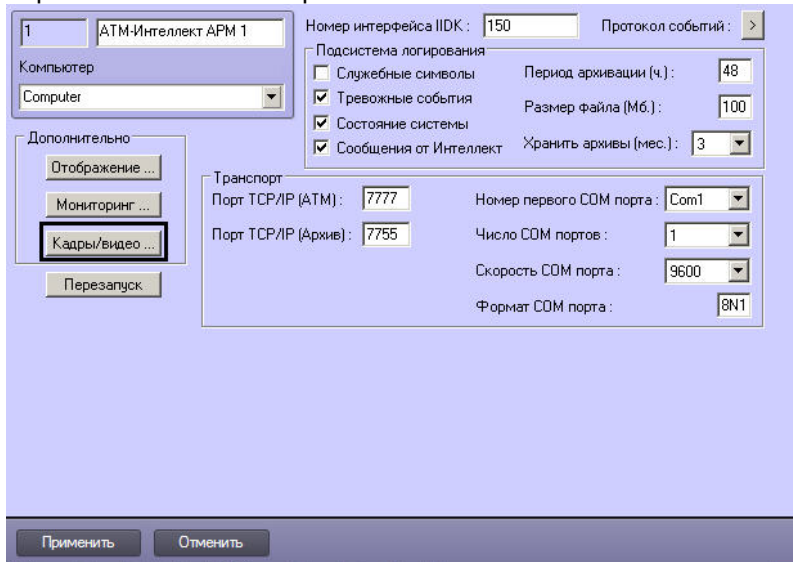 1 АТМ-Интеллект АРМ 1
Компьютер
Computer
Номер интерфейса IIDK : 150 Протокол событий : >
Подсистема логирования
Служебные символы Период архивации (ч.) : 48
Тревожные события Размер файла (Мб.) : 100
Состояние системы
Сообщения от Интеллект Хранить архивы (мес.) : 3
Дополнительно
Отображение ...
Мониторинг ...
Кадры/видео ...
Перезапуск
Транспорт
Порт TCP/IP (АТМ) : 7777 Номер первого COM порта : Com1
Порт TCP/IP (Архив) : 7755 Число COM портов : 1
Скорость COM порта : 9600
Формат COM порта : 8N1
Применить Отменить